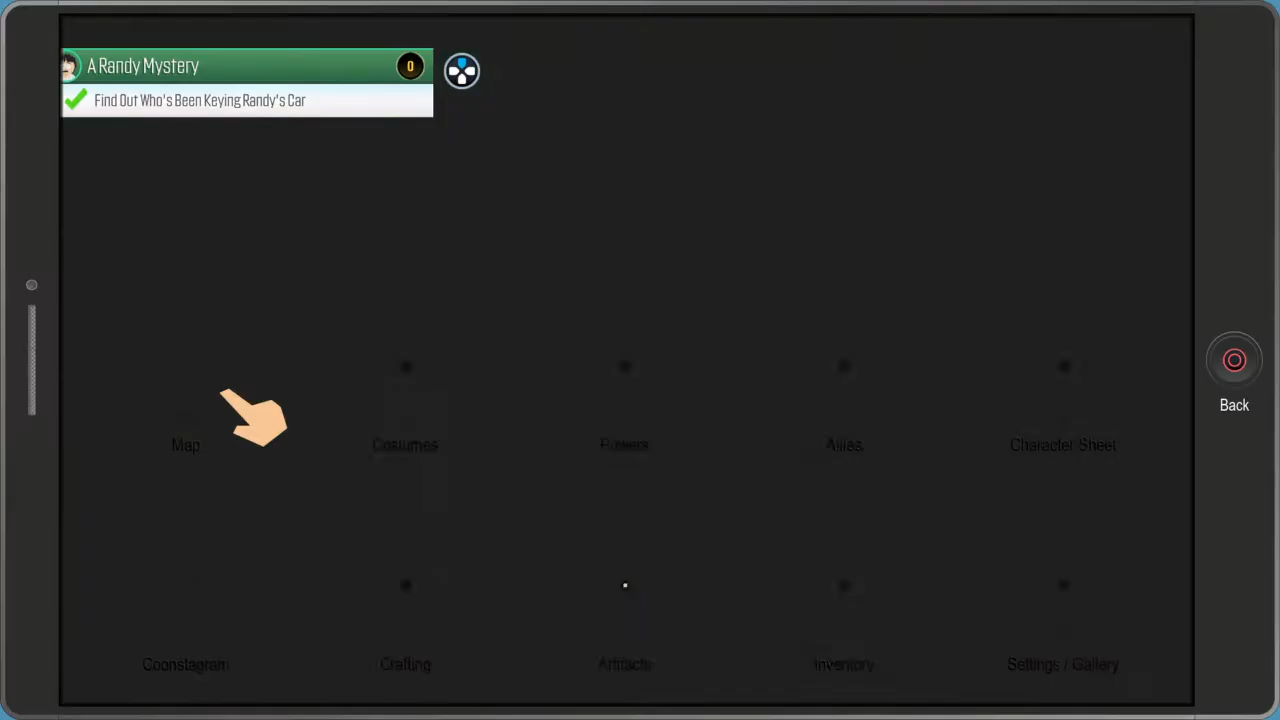 A Randy Mystery 0
Find Out Who's Been Keying Randy's Car
Back
Map Costumes Powers Allies Character Sheet
Coonstagram Crafting Artifacts Inventory Settings / Gallery